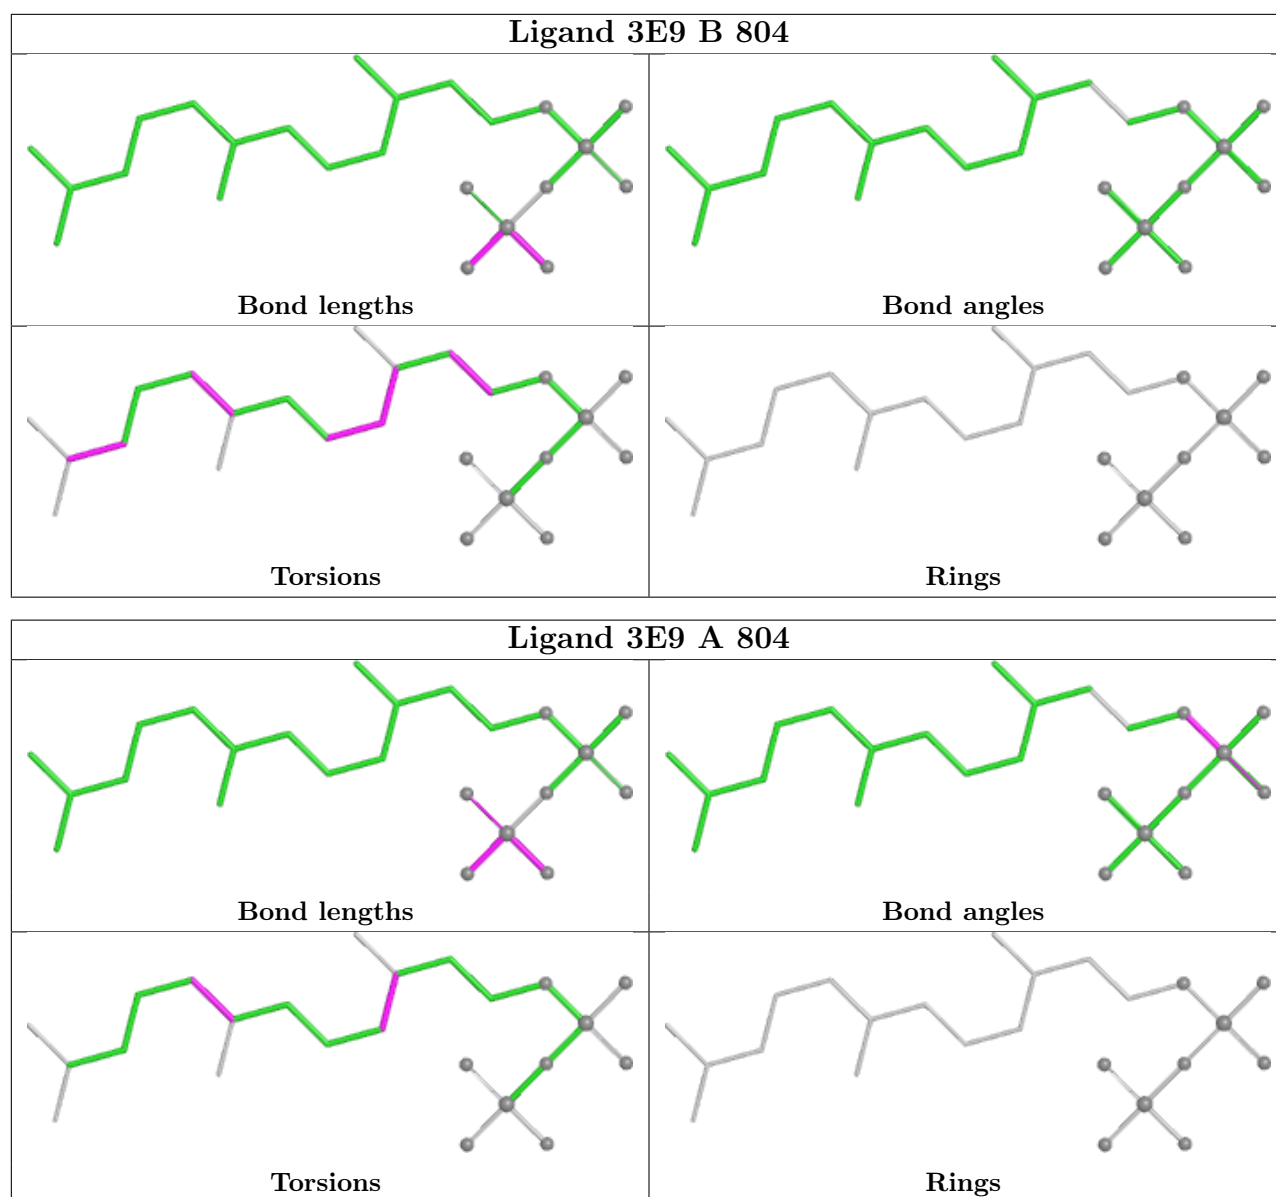 Ligand 3E9 B 804
Bond lengths
Bond angles
Torsions
Rings
Ligand 3E9 A 804
Bond lengths
Bond angles
Torsions
Rings